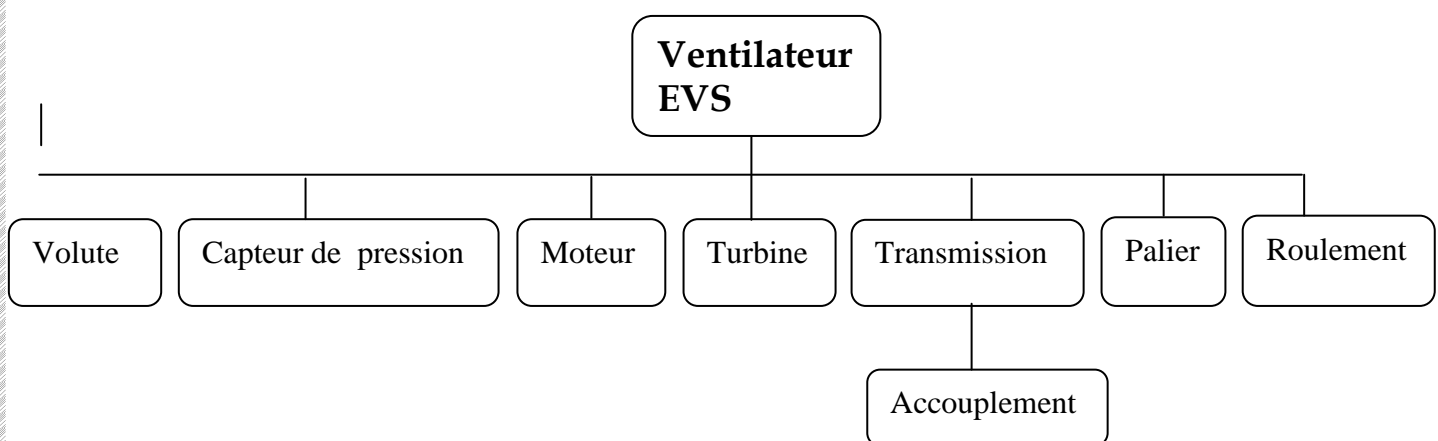 Ventilateur
EVS
Volute
Capteur de pression
Moteur
Turbine
Transmission
Palier
Roulement
Accouplement